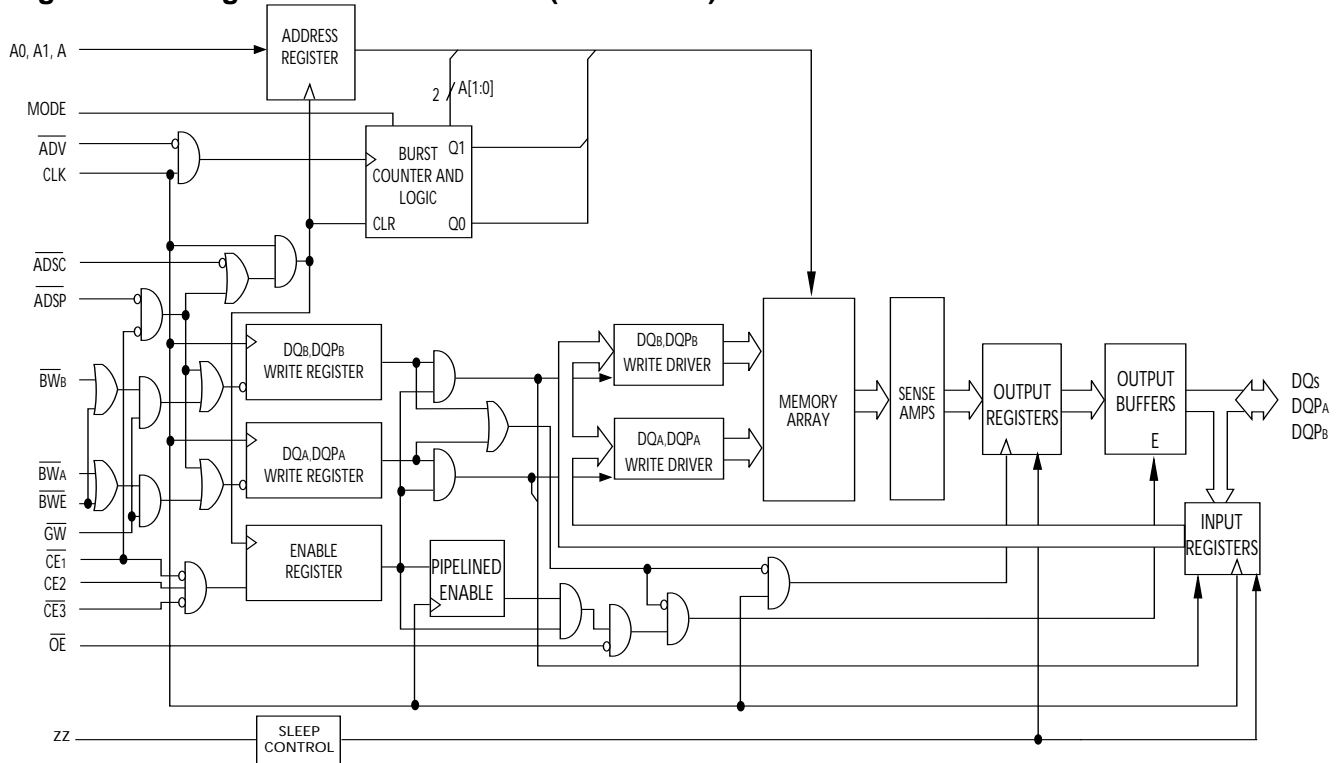 ADDRESS
REGISTER
A0, A1, A
2
A[1:0]
MODE
ADV
CLK
BURST
COUNTER AND
LOGIC
Q1
CLR
Q0
ADSC
ADSP
DQB,DQPB
WRITE REGISTER
DQB,DQPB
WRITE DRIVER
BWB
MEMORY
ARRAY
SENSE
AMPS
OUTPUT
REGISTERS
OUTPUT
BUFFERS
E
DQs
DQPA
DQPB
DQA,DQPA
WRITE REGISTER
DQA,DQPA
WRITE DRIVER
BWA
BWE
GW
INPUT
REGISTERS
CE1
CE2
CE3
ENABLE
REGISTER
PIPELINED
ENABLE
OE
ZZ
SLEEP
CONTROL